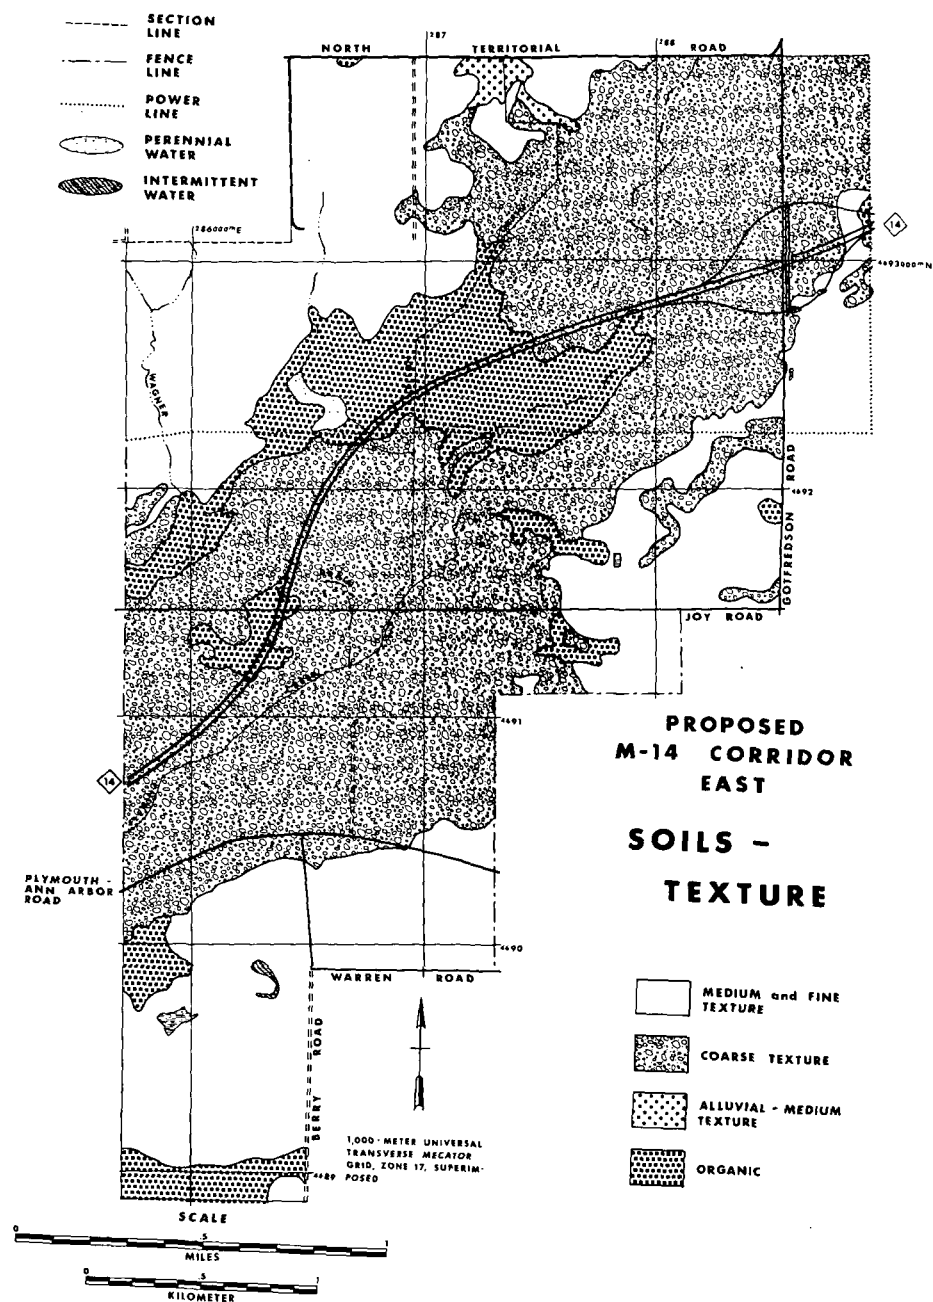 SECTION
LINE
FENCE
LINE
POWER
LINE
PERENNIAL
WATER
INTERMITTENT
WATER
287
288
NORTH TERRITORIAL ROAD
286000mE
14
4693000mN
WAGNER
4692
GOTFREDSON ROAD
JOY ROAD
4691
14
PROPOSED
M-14 CORRIDOR
EAST
SOILS -
TEXTURE
PLYMOUTH -
ANN ARBOR
ROAD
4690
WARREN ROAD
BERRY ROAD
MEDIUM and FINE
TEXTURE
COARSE TEXTURE
ALLUVIAL - MEDIUM
TEXTURE
ORGANIC
1,000-METER UNIVERSAL
TRANSVERSE MECATOR
GRID, ZONE 17, SUPERIM-
POSED
4689
SCALE
0 .5 1
MILES
0 .5 1
KILOMETER